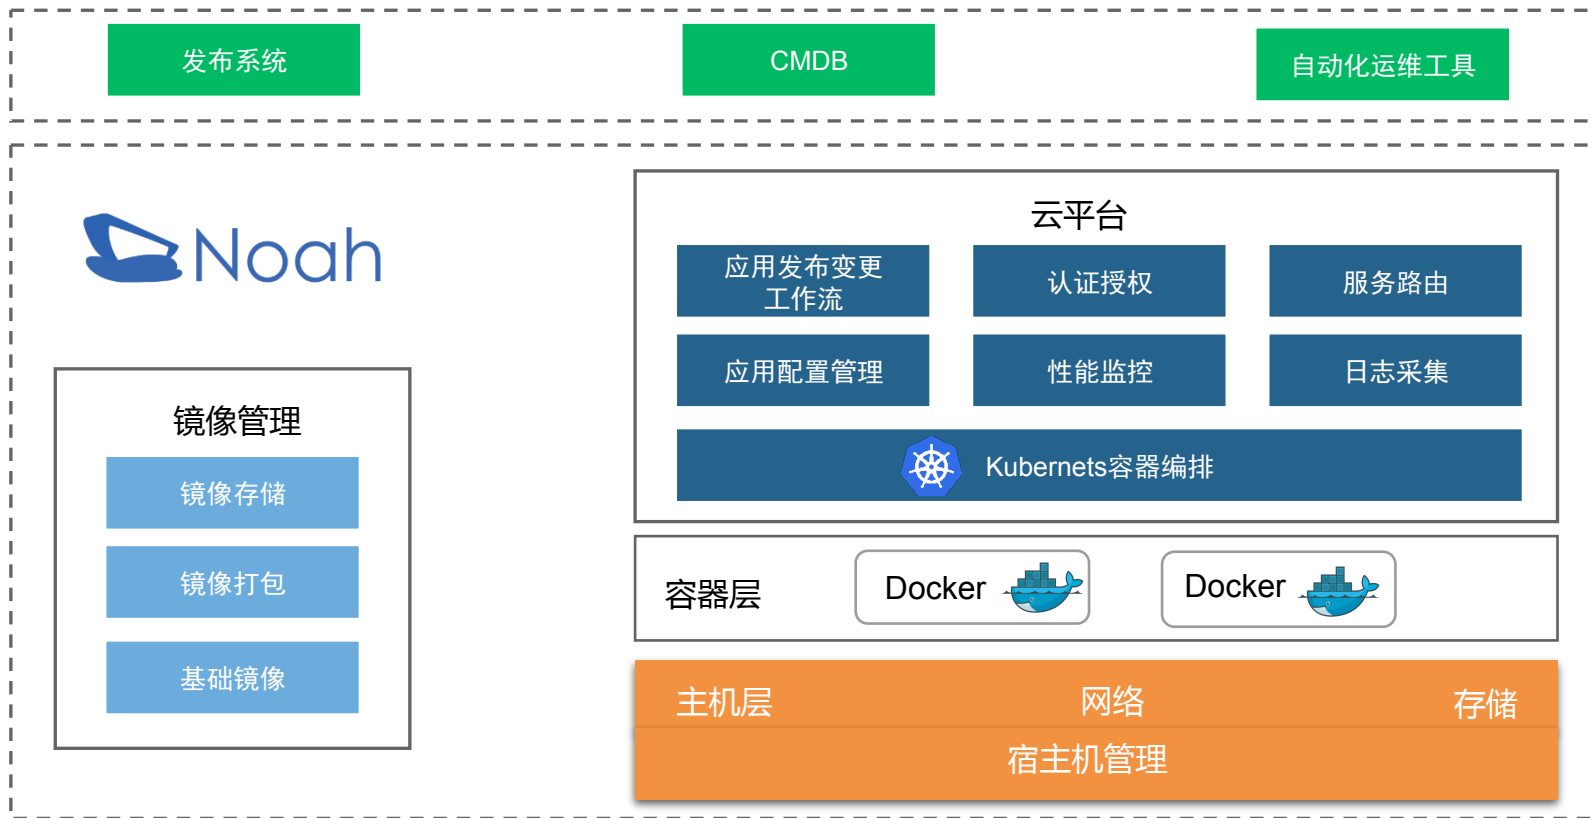 发布系统
CMDB
自动化运维工具
Noah
云平台
应用发布变更
工作流
认证授权
服务路由
应用配置管理
性能监控
日志采集
Kubernets容器编排
镜像管理
镜像存储
镜像打包
基础镜像
容器层
Docker
Docker
主机层
网络
存储
宿主机管理